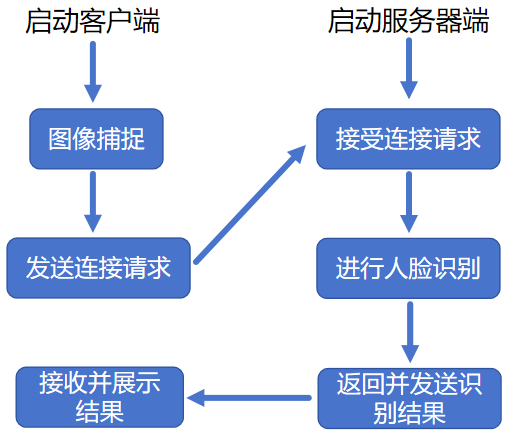 启动客户端
启动服务器端
图像捕捉
接受连接请求
发送连接请求
进行人脸识别
接收并展示
结果
返回并发送识
别结果